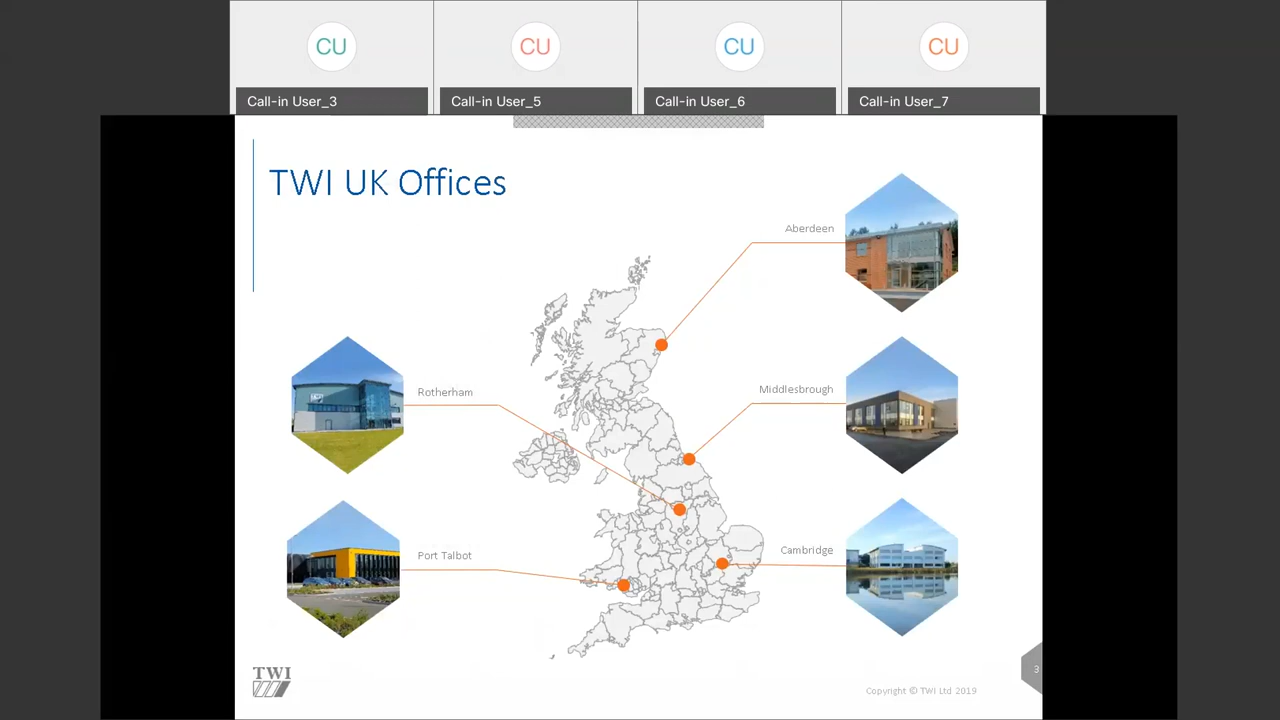 CU
CU
CU
CU
Call-in User_3
Call-in User_5
Call-in User_6
Call-in User_7
TWI UK Offices
Aberdeen
Rotherham
Middlesbrough
Port Talbot
Cambridge
TWI
3
Copyright © TWI Ltd 2019